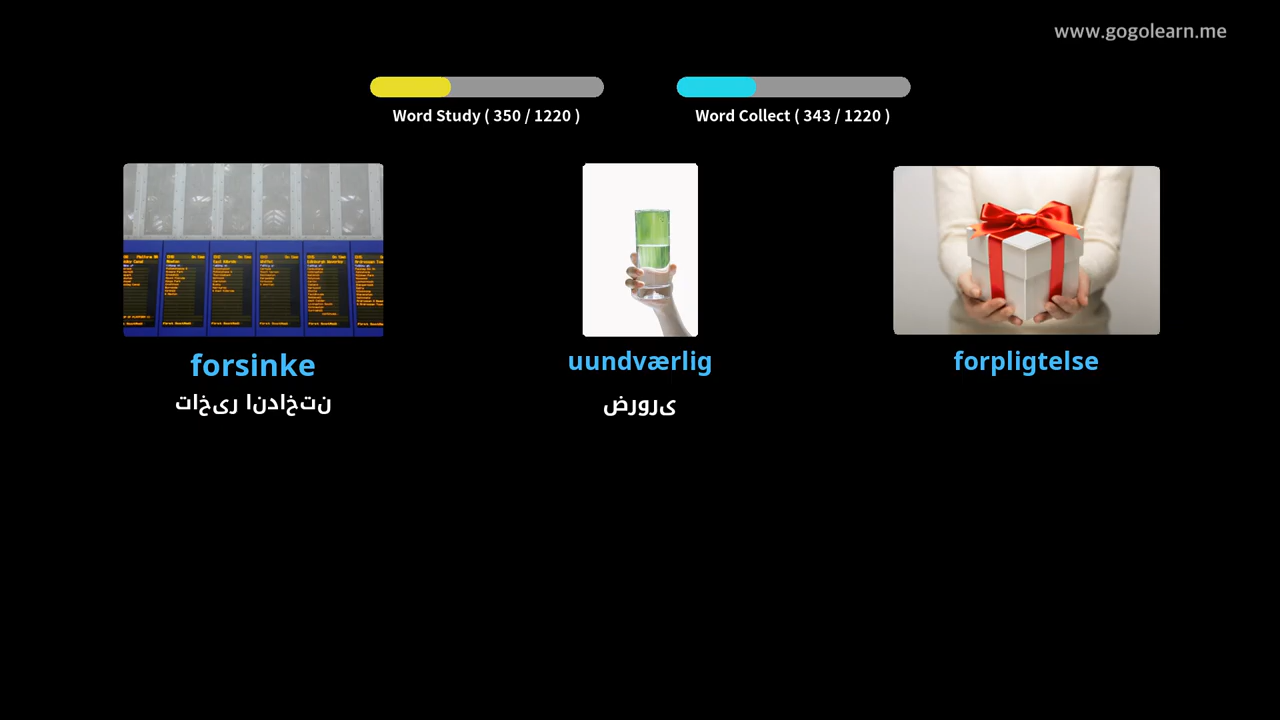 www.gogolearn.me
Word Study ( 350 / 1220 )
Word Collect ( 343 / 1220 )
forsinke
uundværlig
forpligtelse
تاخیر انداختن
ضروری